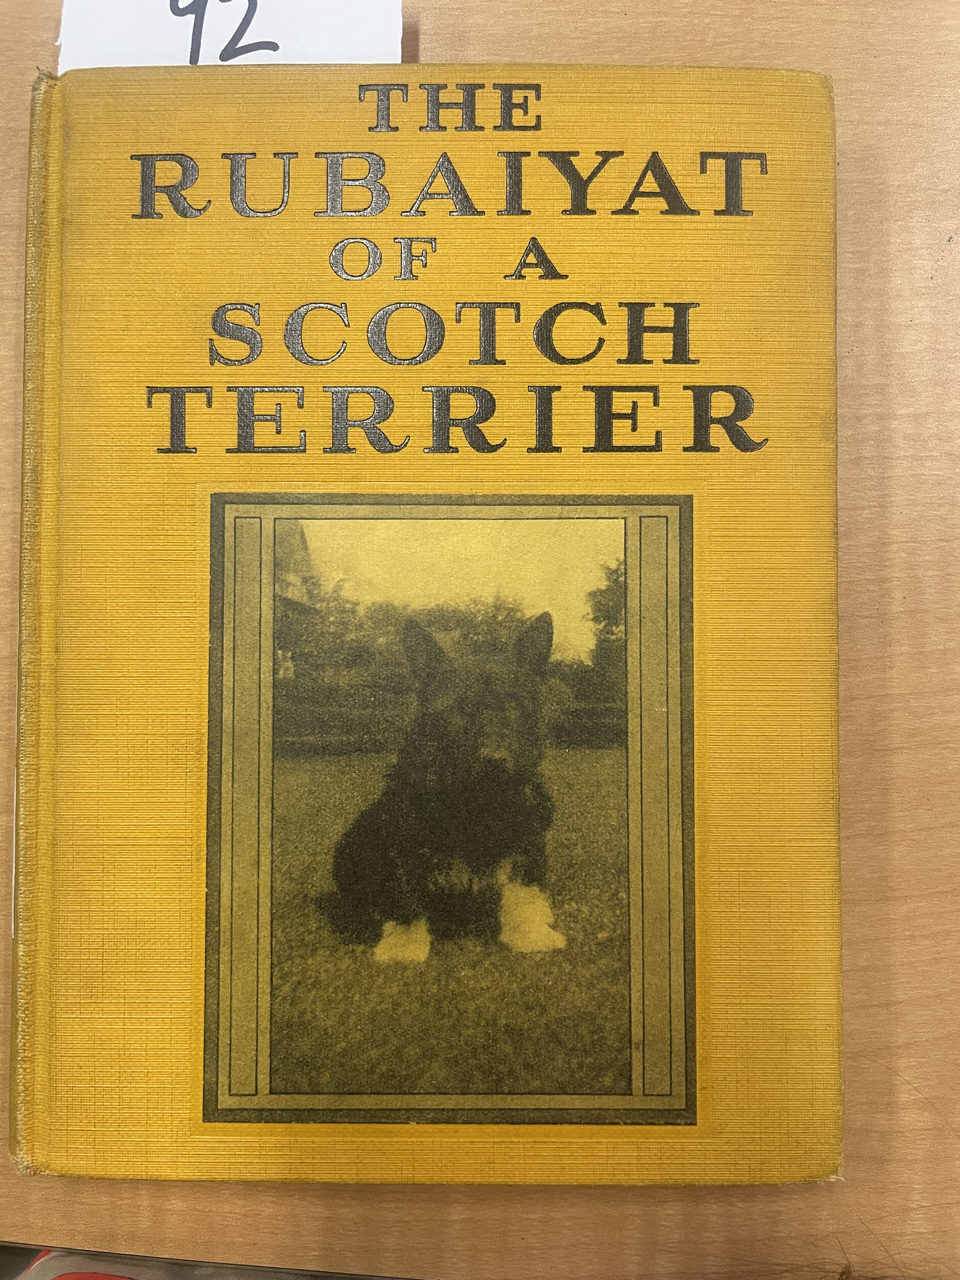 92
THE
RUBAIYAT
OF A
SCOTCH
TERRIER